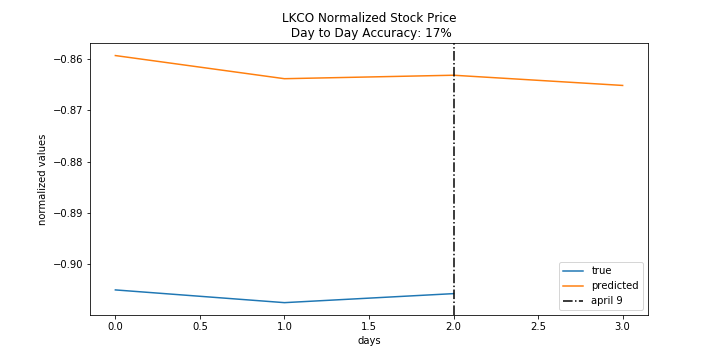 LKCO Normalized Stock Price
Day to Day Accuracy: 17%
−0.86
−0.87
−0.88
−0.89
−0.90
normalized values
0.0 0.5 1.0 1.5 2.0 2.5 3.0
days
true
predicted
april 9